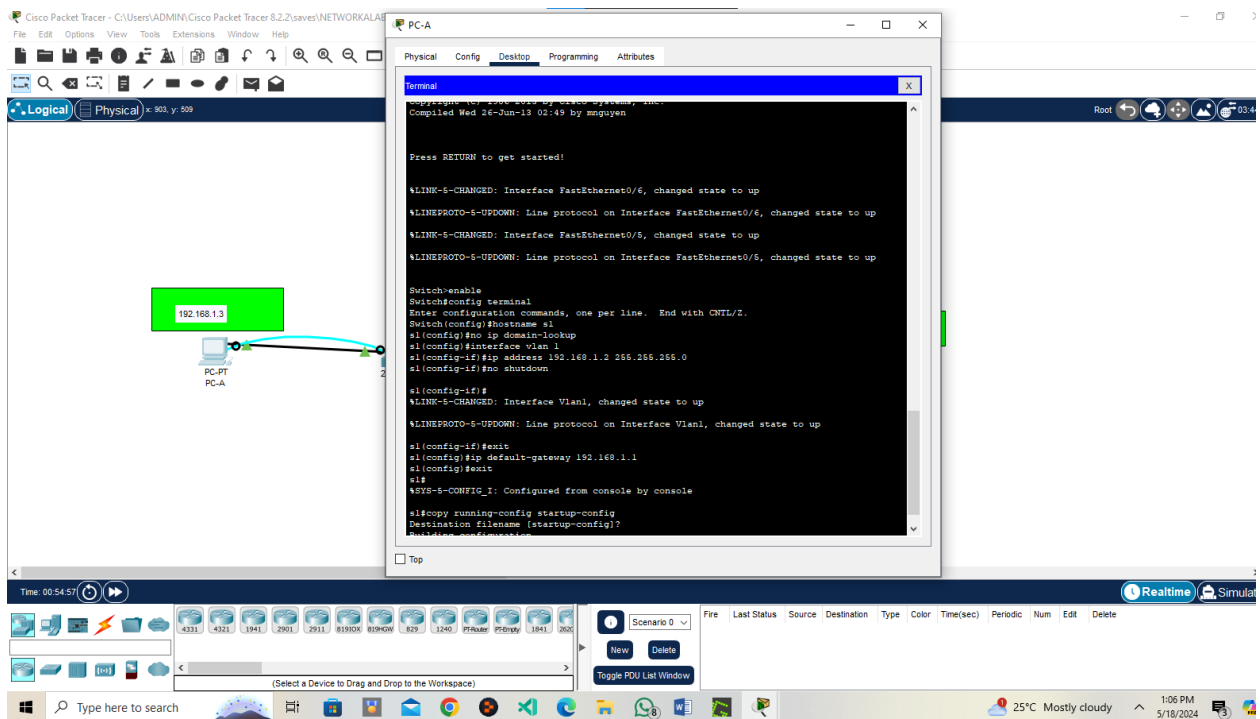 Cisco Packet Tracer - C:\Users\ADMIN\Cisco Packet Tracer 8.2.2\saves\NETWORKALAB
File Edit Options View Tools Extensions Window Help
Logical Physical x: 903, y: 509
Root 03:44
192.168.1.3
PC-PT
PC-A
2
PC-A
Physical Config Desktop Programming Attributes
Terminal X
Compiled Wed 26-Jun-13 02:49 by mnguyen
Press RETURN to get started!
%LINK-5-CHANGED: Interface FastEthernet0/6, changed state to up
%LINEPROTO-5-UPDOWN: Line protocol on Interface FastEthernet0/6, changed state to up
%LINK-5-CHANGED: Interface FastEthernet0/5, changed state to up
%LINEPROTO-5-UPDOWN: Line protocol on Interface FastEthernet0/5, changed state to up
Switch>enable
Switch#config terminal
Enter configuration commands, one per line. End with CNTL/Z.
Switch(config)#hostname s1
s1(config)#no ip domain-lookup
s1(config)#interface vlan 1
s1(config-if)#ip address 192.168.1.2 255.255.255.0
s1(config-if)#no shutdown
s1(config-if)#
%LINK-5-CHANGED: Interface Vlan1, changed state to up
%LINEPROTO-5-UPDOWN: Line protocol on Interface Vlan1, changed state to up
s1(config-if)#exit
s1(config)#ip default-gateway 192.168.1.1
s1(config)#exit
s1#
%SYS-5-CONFIG_I: Configured from console by console
s1#copy running-config startup-config
Destination filename [startup-config]?
Building configuration
Top
Time: 00:54:57
Realtime Simulat
4331 4321 1941 2901 2911 819IOX 819HGW 829 1240 PT-Router PT-Empty 1841 2620
(Select a Device to Drag and Drop to the Workspace)
Scenario 0
New Delete
Toggle PDU List Window
Fire Last Status Source Destination Type Color Time(sec) Periodic Num Edit Delete
Type here to search
8
25°C Mostly cloudy
1:06 PM
5/18/2024
3